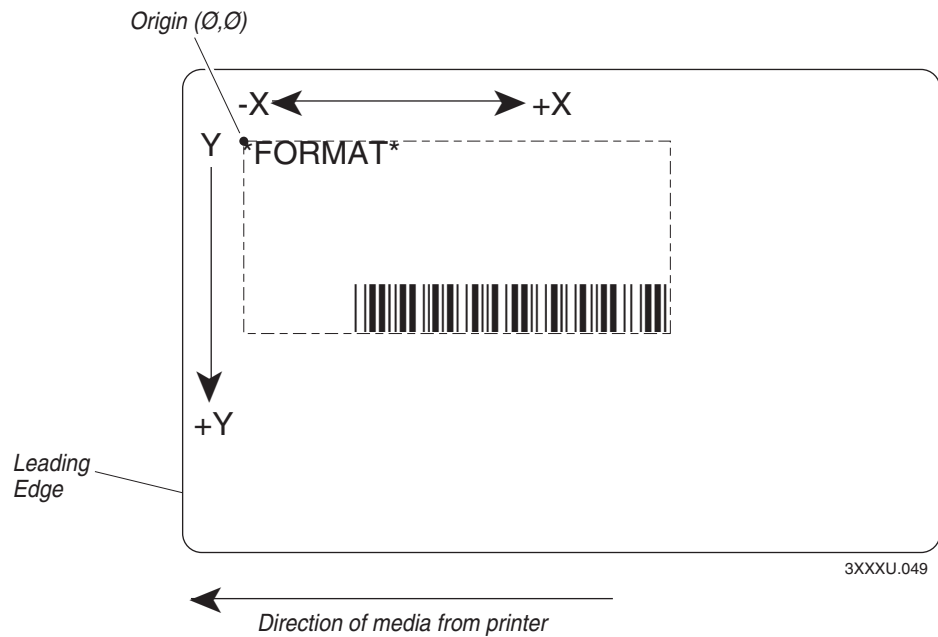 Origin (Ø,Ø)
-X +X
Y
*FORMAT*
+Y
Leading
Edge
3XXXU.049
Direction of media from printer